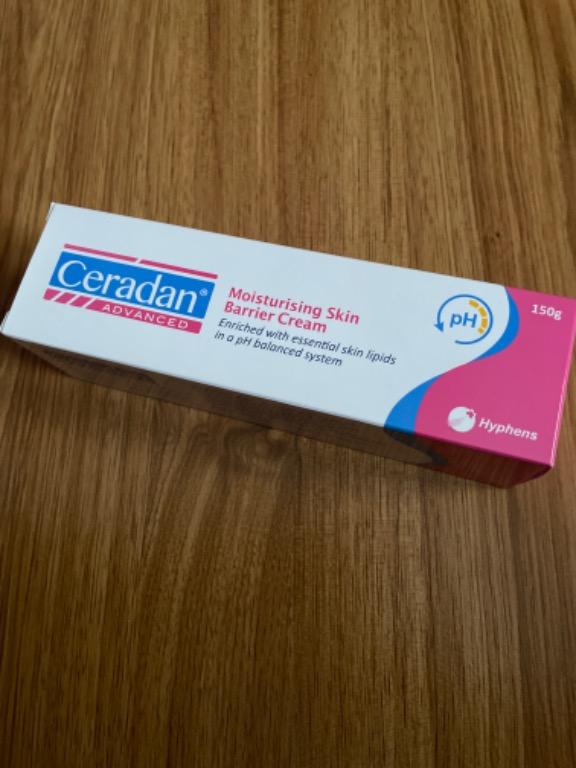 Ceradan®
ADVANCED
Moisturising Skin
Barrier Cream
Enriched with essential skin lipids
in a pH balanced system
pH
150g
Hyphens